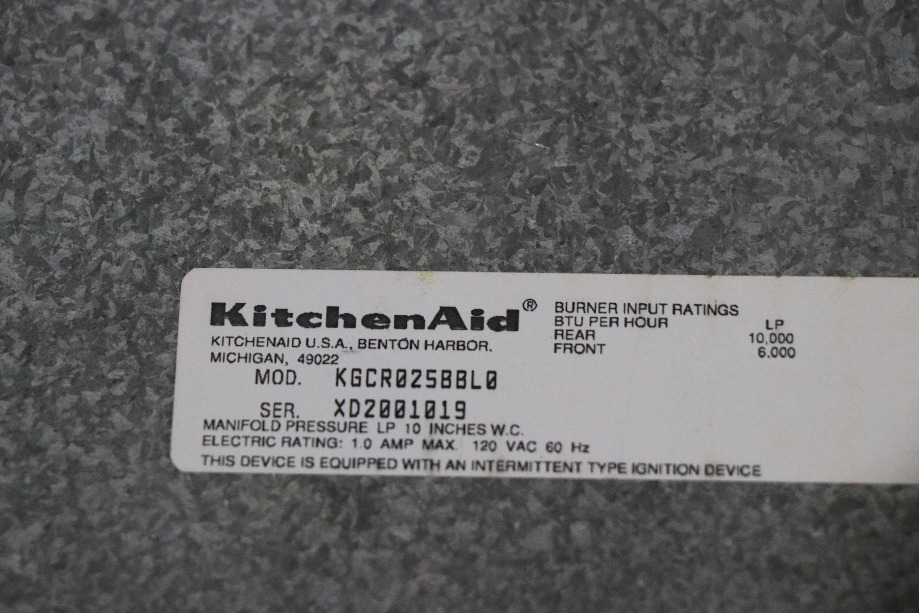 KitchenAid®
KITCHENAID U.S.A., BENTON HARBOR.
MICHIGAN, 49022
MOD. KGCR025BBL0
SER. XD2001019
MANIFOLD PRESSURE LP 10 INCHES W.C.
ELECTRIC RATING: 1.0 AMP MAX. 120 VAC 60 Hz
THIS DEVICE IS EQUIPPED WITH AN INTERMITTENT TYPE IGNITION DEVICE
BURNER INPUT RATINGS
BTU PER HOUR LP
REAR 10,000
FRONT 6,000